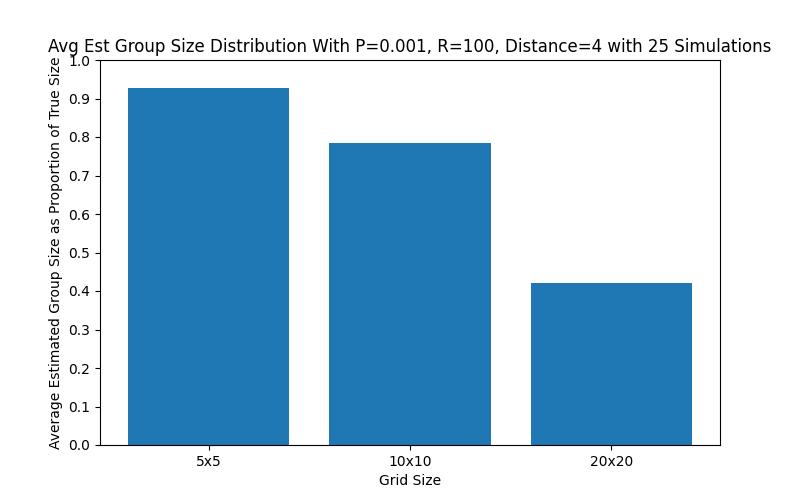 Avg Est Group Size Distribution With P=0.001, R=100, Distance=4 with 25 Simulations
Average Estimated Group Size as Proportion of True Size
1.0
0.9
0.8
0.7
0.6
0.5
0.4
0.3
0.2
0.1
0.0
5x5
10x10
20x20
Grid Size